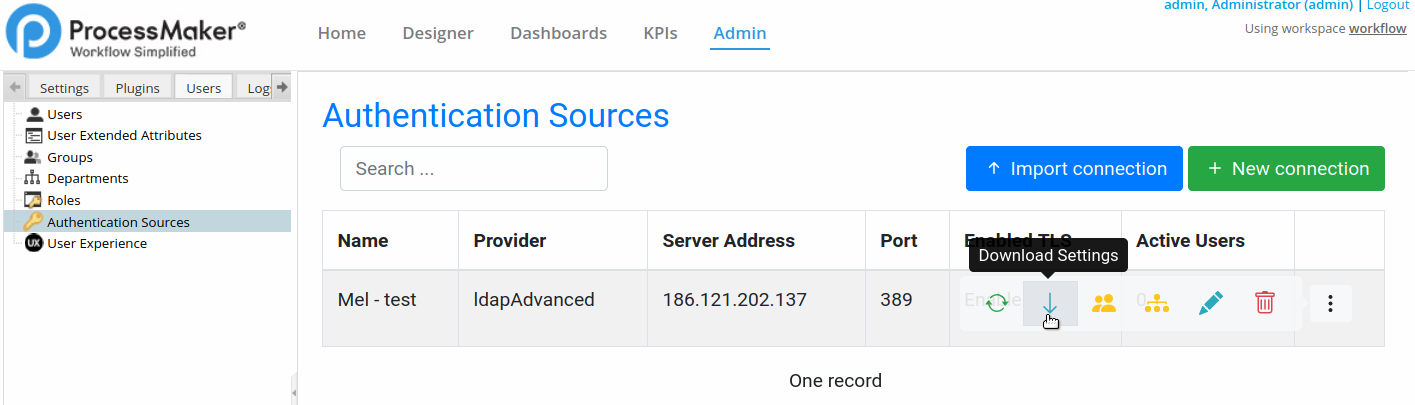 admin, Administrator (admin) | Logout
ProcessMaker®
Workflow Simplified
Home Designer Dashboards KPIs Admin
Using workspace workflow
Settings Plugins Users Log
Users
User Extended Attributes
Groups
Departments
Roles
Authentication Sources
UX User Experience
Authentication Sources
Search ...
Import connection
New connection
Name Provider Server Address Port Enabled TLS Active Users
Download Settings
Mel - test ldapAdvanced 186.121.202.137 389 0
One record